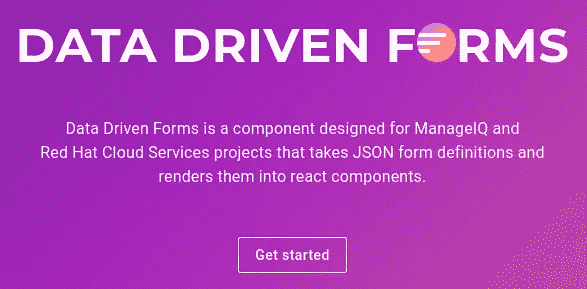 DATA DRIVEN FORMS
Data Driven Forms is a component designed for ManageIQ and
Red Hat Cloud Services projects that takes JSON form definitions and
renders them into react components.
Get started